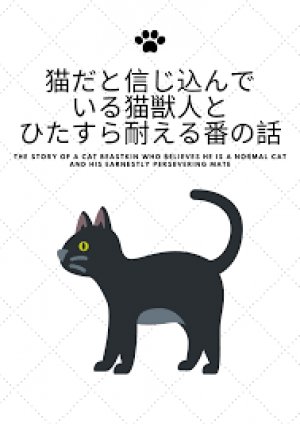 猫だと信じ込んで
いる猫獣人と
ひたすら耐える番の話
THE STORY OF A CAT BEASTKIN WHO BELIEVES HE IS A NORMAL CAT
AND HIS EARNESTLY PERSEVERING MATE